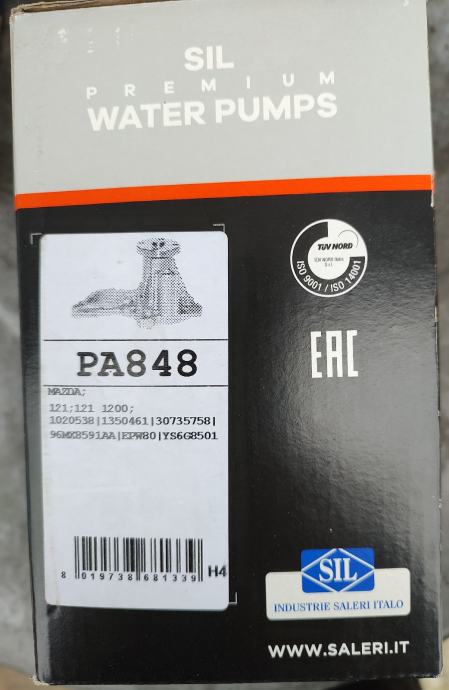 SIL
PREMIUM
WATER PUMPS
TÜV NORD
ISO 9001 / ISO 14001
EAC
PA848
MAZDA;
121;121 1200;
1020538|1350461|30735758|
96MX8591AA|EPW80|YS6G8501
8 019738 681339 H4
SIL
INDUSTRIE SALERI ITALO
WWW.SALERI.IT